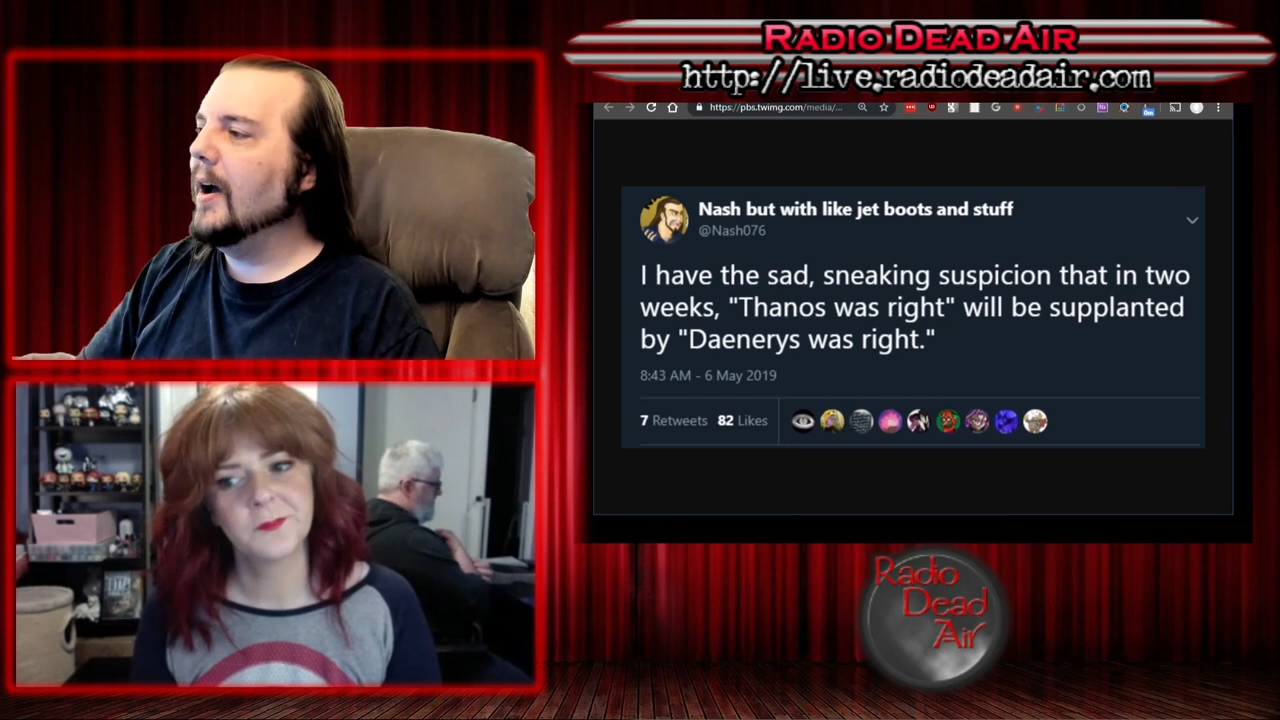 RADIO DEAD AIR
http://live.radiodeadair.com
https://pbs.twimg.com/media/...
Nash but with like jet boots and stuff
@Nash076
I have the sad, sneaking suspicion that in two
weeks, "Thanos was right" will be supplanted
by "Daenerys was right."
8:43 AM - 6 May 2019
7 Retweets 82 Likes
Radio
Dead
Air